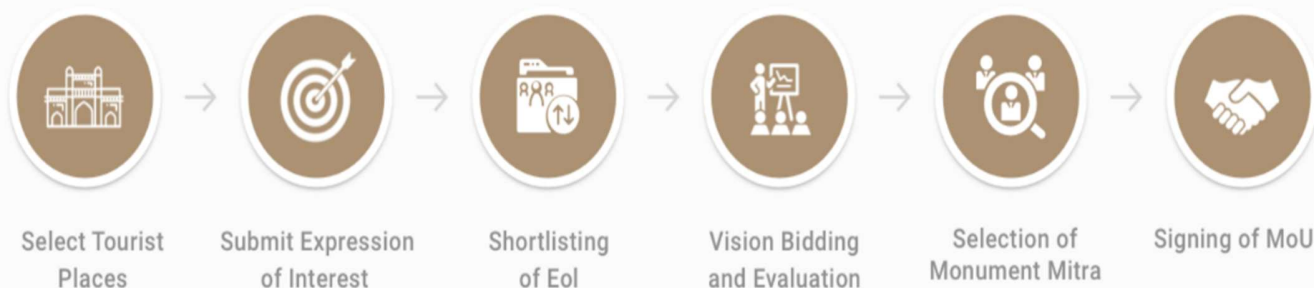 Select Tourist
Places
Submit Expression
of Interest
Shortlisting
of EoI
Vision Bidding
and Evaluation
Selection of
Monument Mitra
Signing of MoU